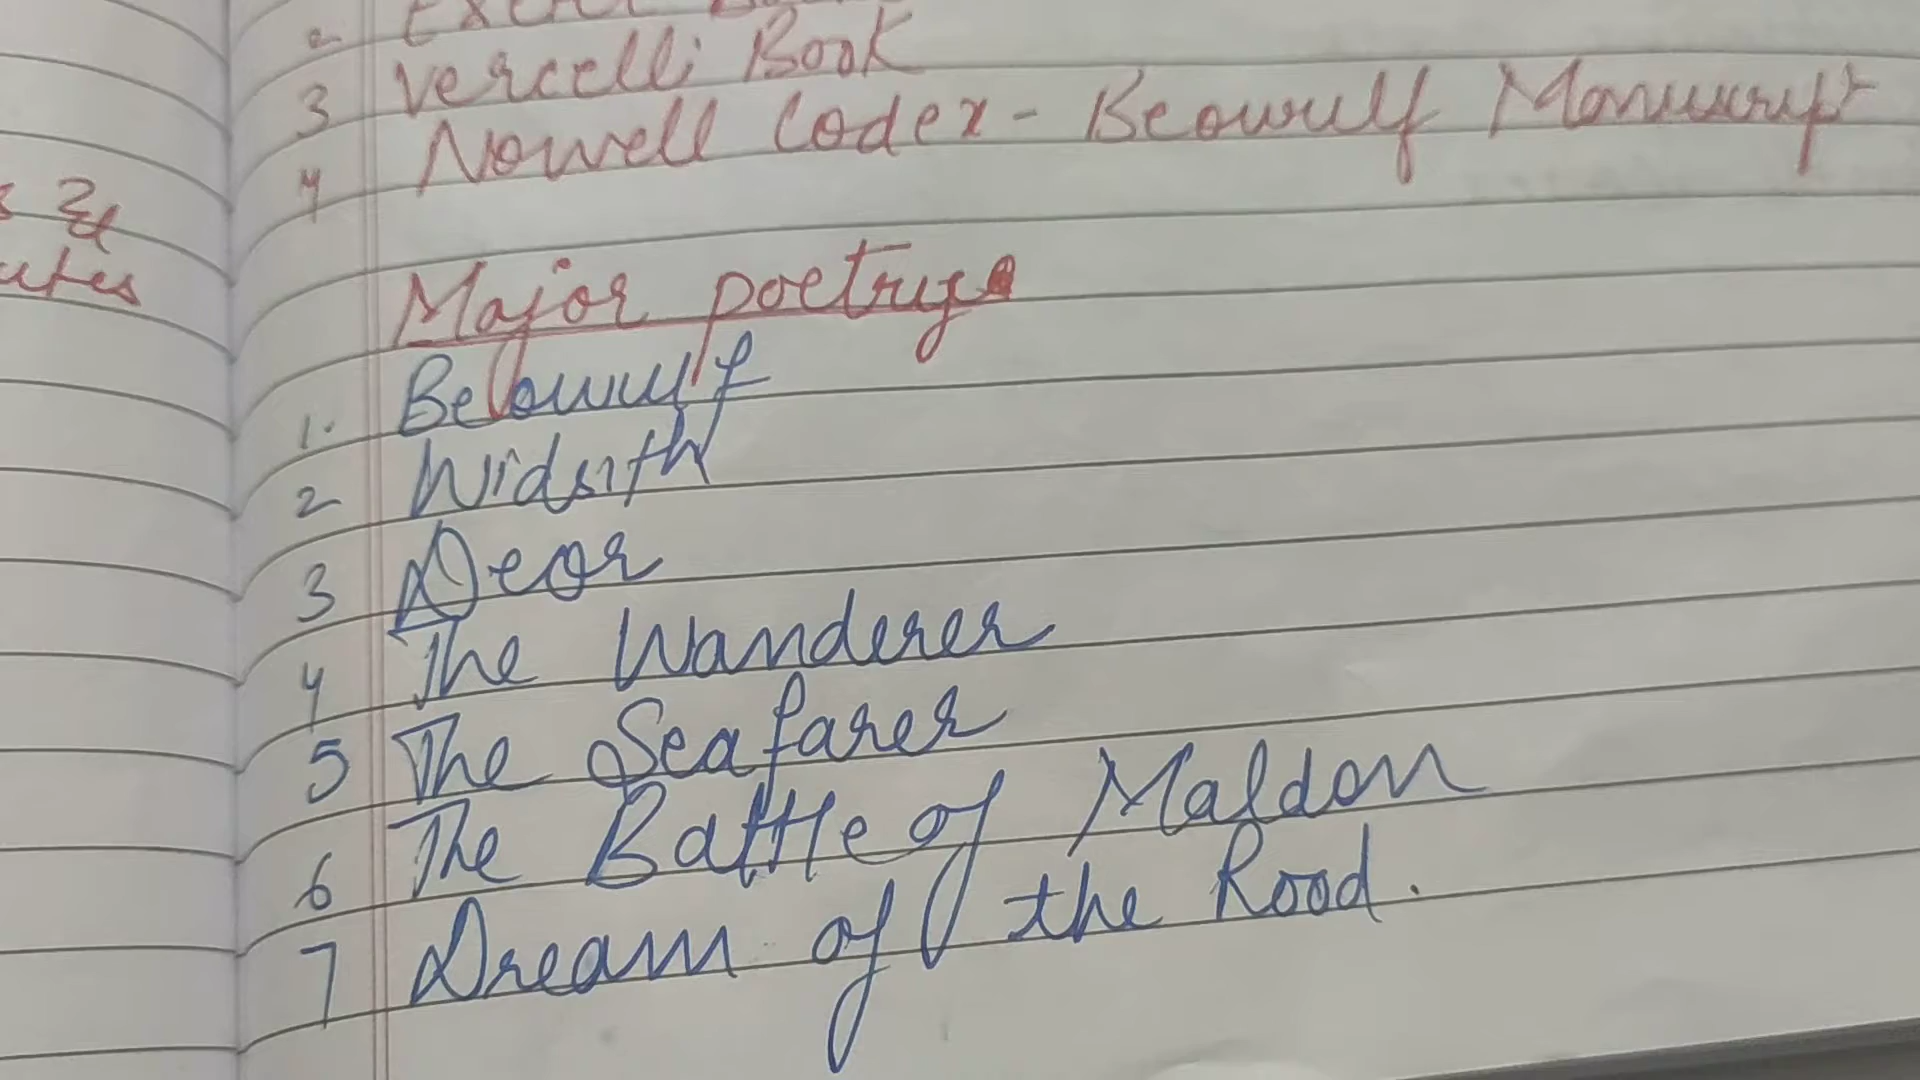 3 Vercelli Book
4 Nowell Codex - Beowulf Manuscript
Major poetry
1. Beowulf
2 Widsith
3 Deor
4 The Wanderer
5 The Seafarer
6 The Battle of Maldon
7 Dream of the Rood.